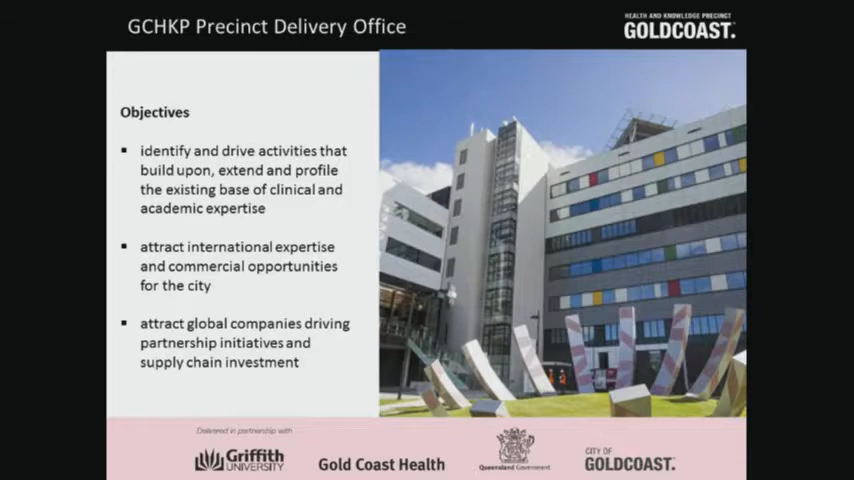 GCHKP Precinct Delivery Office
HEALTH AND KNOWLEDGE PRECINCT
GOLDCOAST.
Objectives
▪ identify and drive activities that
build upon, extend and profile
the existing base of clinical and
academic expertise
▪ attract international expertise
and commercial opportunities
for the city
▪ attract global companies driving
partnership initiatives and
supply chain investment
Delivered in partnership with
Griffith
UNIVERSITY
Gold Coast Health
Queensland Government
CITY OF
GOLDCOAST.